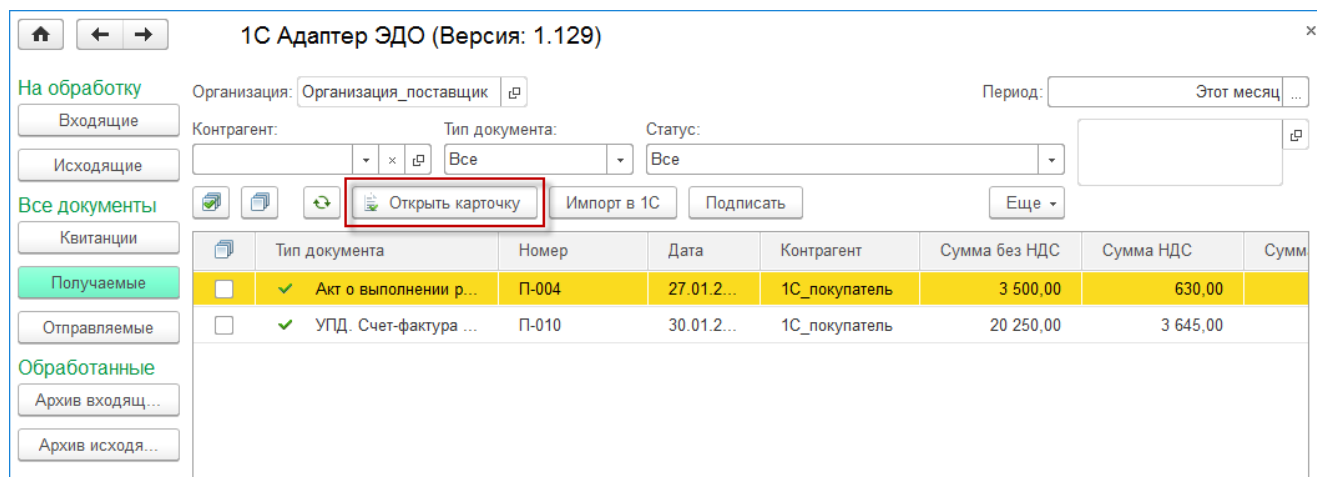 1С Адаптер ЭДО (Версия: 1.129)
На обработку
Входящие
Исходящие
Все документы
Квитанции
Получаемые
Отправляемые
Обработанные
Архив входящ...
Архив исходя...
Организация: Организация_поставщик
Период: Этот месяц ...
Контрагент: Тип документа: Статус:
Все Все
Открыть карточку Импорт в 1С Подписать Еще
Тип документа Номер Дата Контрагент Сумма без НДС Сумма НДС Сумм
Акт о выполнении р... П-004 27.01.2... 1С_покупатель 3 500,00 630,00
УПД. Счет-фактура ... П-010 30.01.2... 1С_покупатель 20 250,00 3 645,00